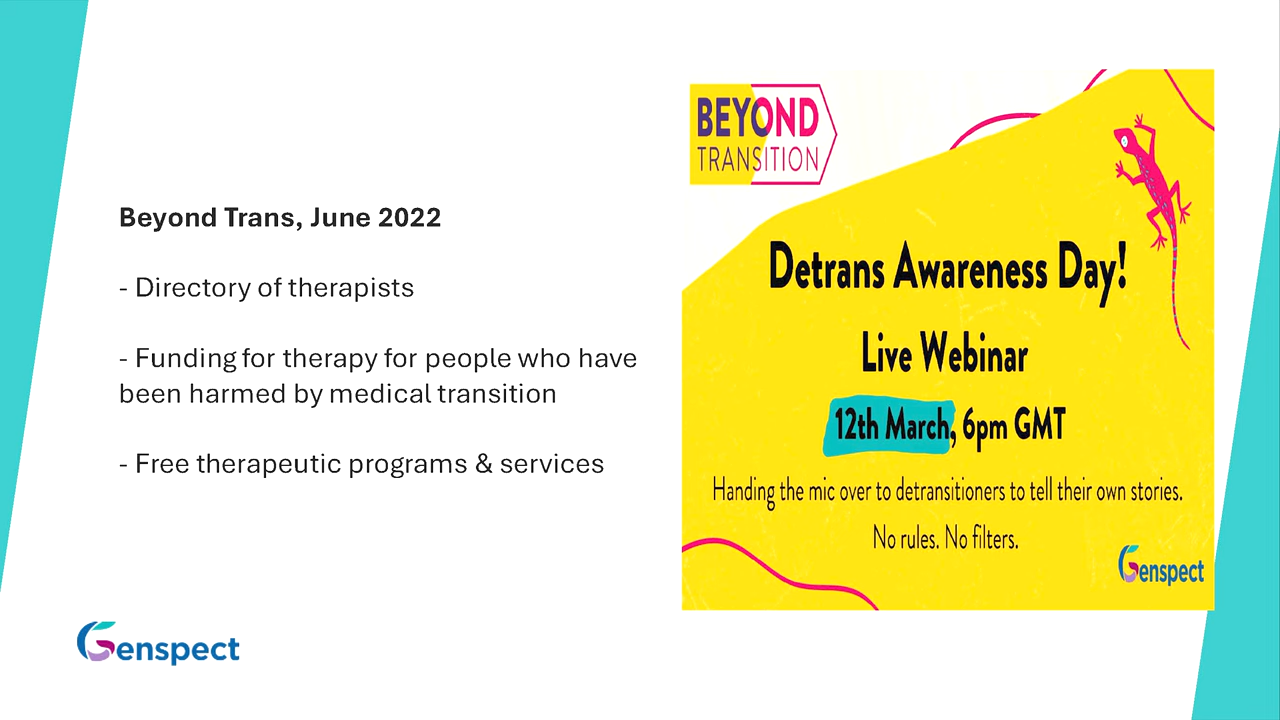 Beyond Trans, June 2022
- Directory of therapists
- Funding for therapy for people who have
been harmed by medical transition
- Free therapeutic programs & services
Genspect
BEYOND
TRANSITION
Detrans Awareness Day!
Live Webinar
12th March, 6pm GMT
Handing the mic over to detransitioners to tell their own stories.
No rules. No filters.
Genspect